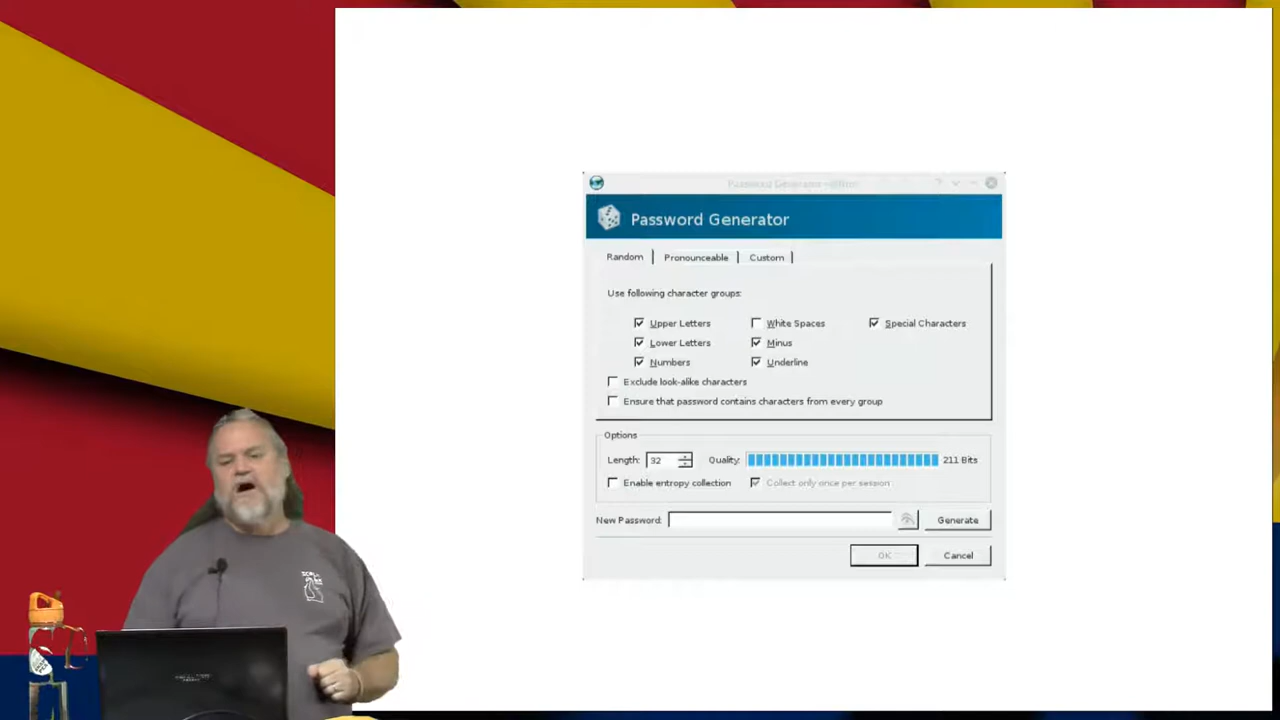 Password Generator
Random
Pronounceable
Custom
Use following character groups:
Upper Letters
White Spaces
Special Characters
Lower Letters
Minus
Numbers
Underline
Exclude look-alike characters
Ensure that password contains characters from every group
Options
Length: 32
Quality:
211 Bits
Enable entropy collection
Collect only once per session
New Password:
Generate
OK
Cancel